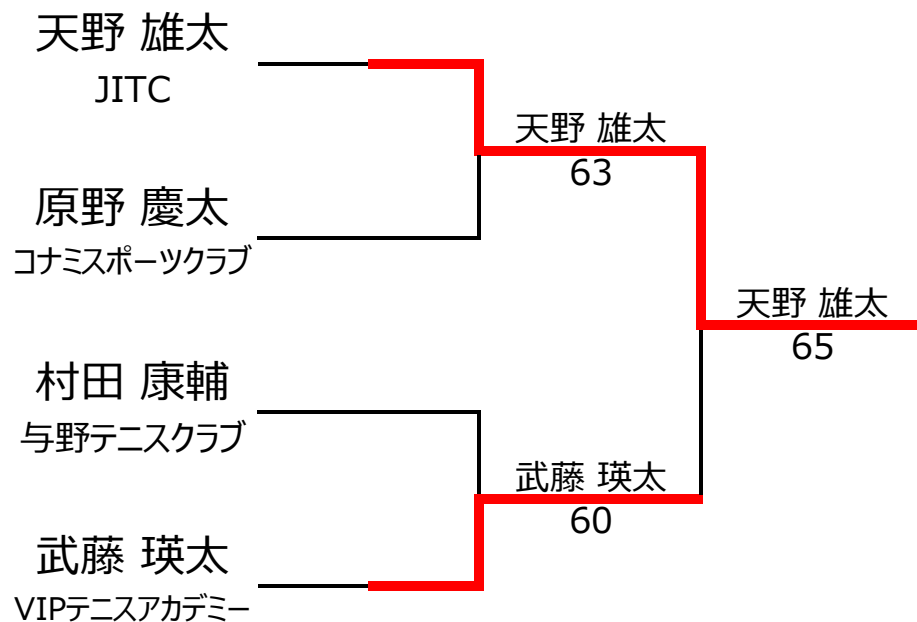 天野 雄太
JITC
原野 慶太
コナミスポーツクラブ
村田 康輔
与野テニスクラブ
武藤 瑛太
VIPテニスアカデミー
天野 雄太
63
武藤 瑛太
60
天野 雄太
65